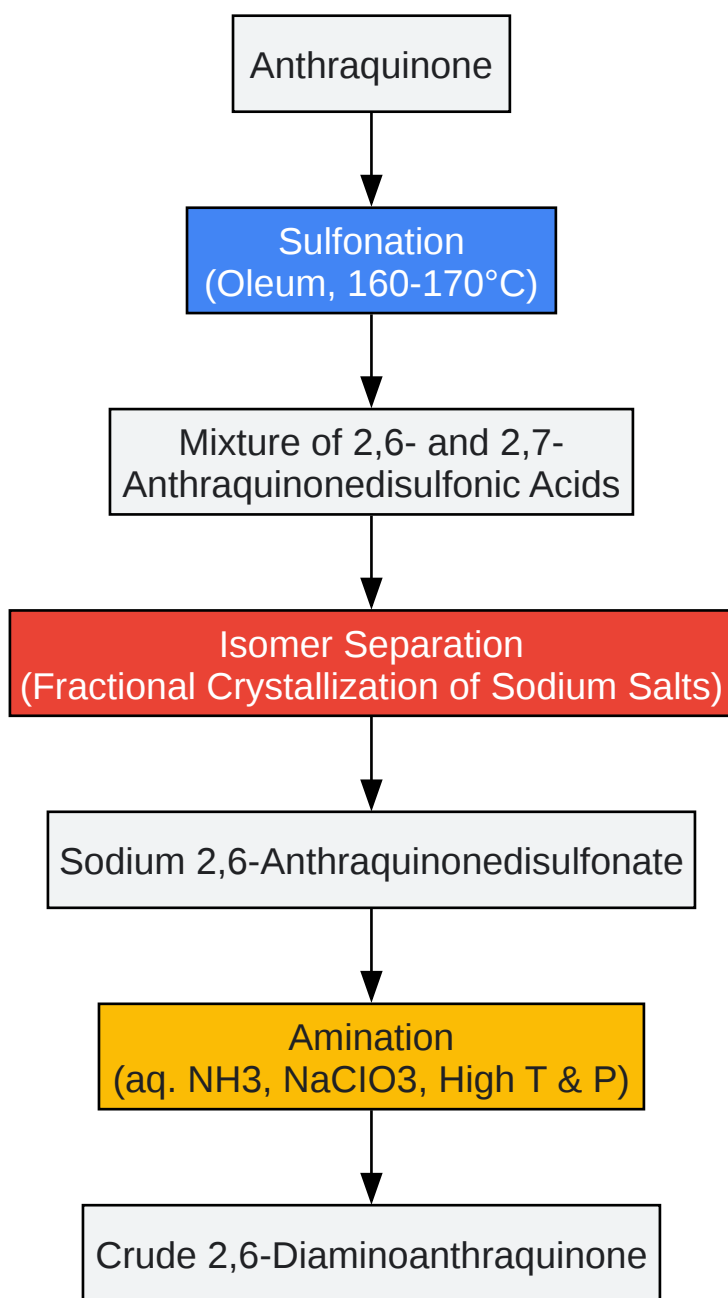 Anthraquinone
Sulfonation
(Oleum, 160-170°C)
Mixture of 2,6- and 2,7-
Anthraquinonedisulfonic Acids
Isomer Separation
(Fractional Crystallization of Sodium Salts)
Sodium 2,6-Anthraquinonedisulfonate
Amination
(aq. NH3, NaClO3, High T & P)
Crude 2,6-Diaminoanthraquinone